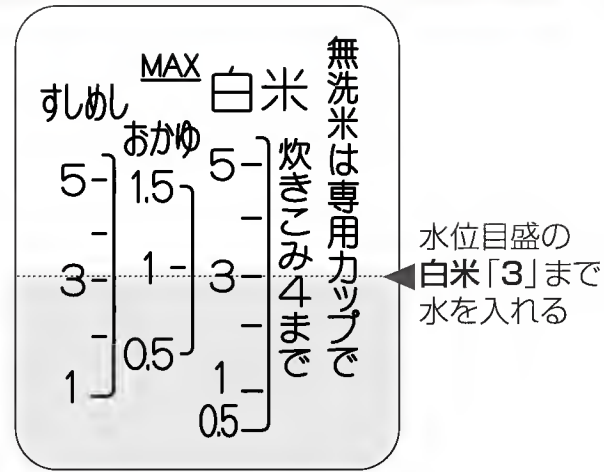 無洗米は専用カップで
炊きこみ4まで
MAX
白米
5
3
1
0.5
おかゆ
1.5
1
0.5
すしめし
5
3
1
水位目盛の
白米「3」まで
水を入れる